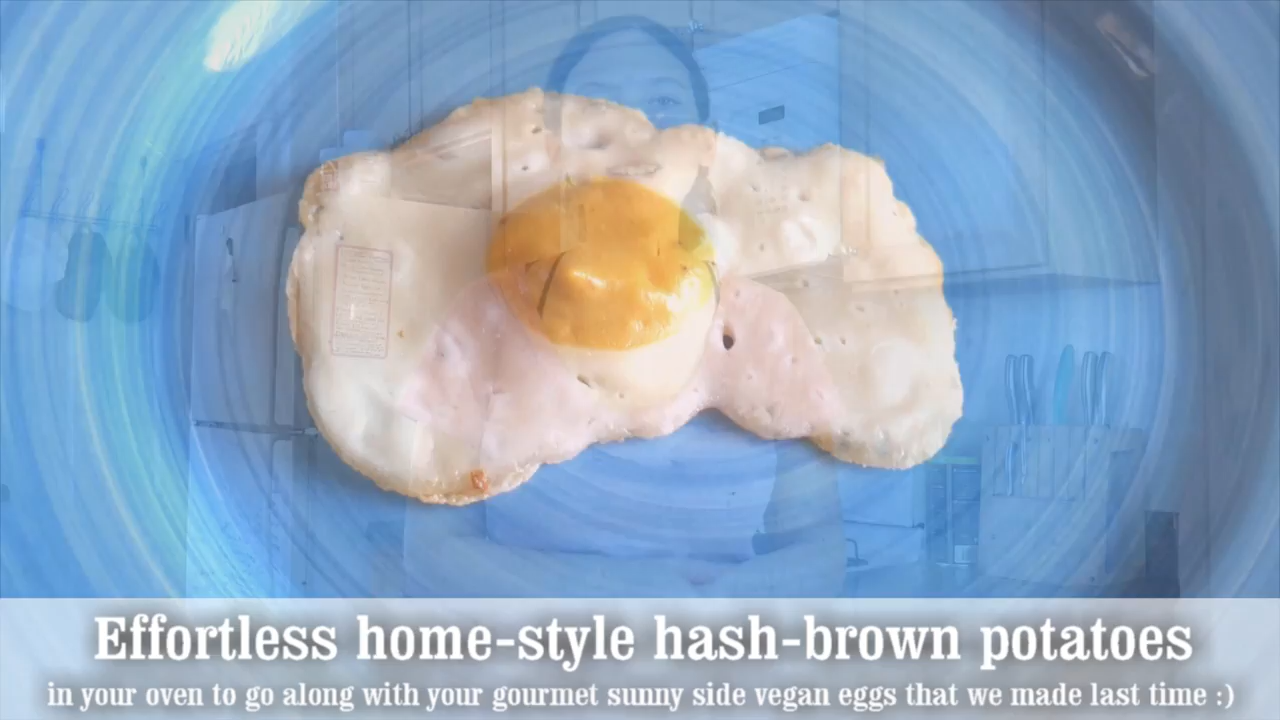 Effortless home-style hash-brown potatoes
in your oven to go along with your gourmet sunny side vegan eggs that we made last time :)